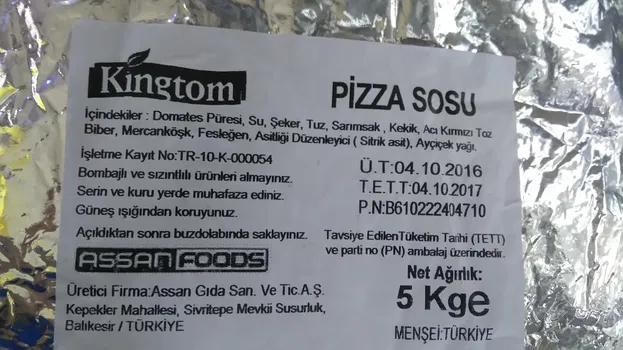 Kingtom
PİZZA SOSU
İçindekiler : Domates Püresi, Su, Şeker, Tuz, Sarımsak , Kekik, Acı Kırmızı Toz
Biber, Mercanköşk, Fesleğen, Asitliği Düzenleyici ( Sitrik asit), Ayçiçek yağı.
İşletme Kayıt No:TR-10-K-000054
Bombajlı ve sızıntılı ürünleri almayınız.
Serin ve kuru yerde muhafaza ediniz.
Güneş ışığından koruyunuz.
Açıldıktan sonra buzdolabında saklayınız.
Ü.T:04.10.2016
T.E.T.T:04.10.2017
P.N:B610222404710
Tavsiye EdilenTüketim Tarihi (TETT)
ve parti no (PN) ambalaj üzerindedir.
ASSAN FOODS
Üretici Firma:Assan Gıda San. Ve Tic.A.Ş.
Kepekler Mahallesi, Sivritepe Mevkii Susurluk,
Balıkesir / TÜRKİYE
Net Ağırlık:
5 Kge
MENŞEİ:TÜRKİYE